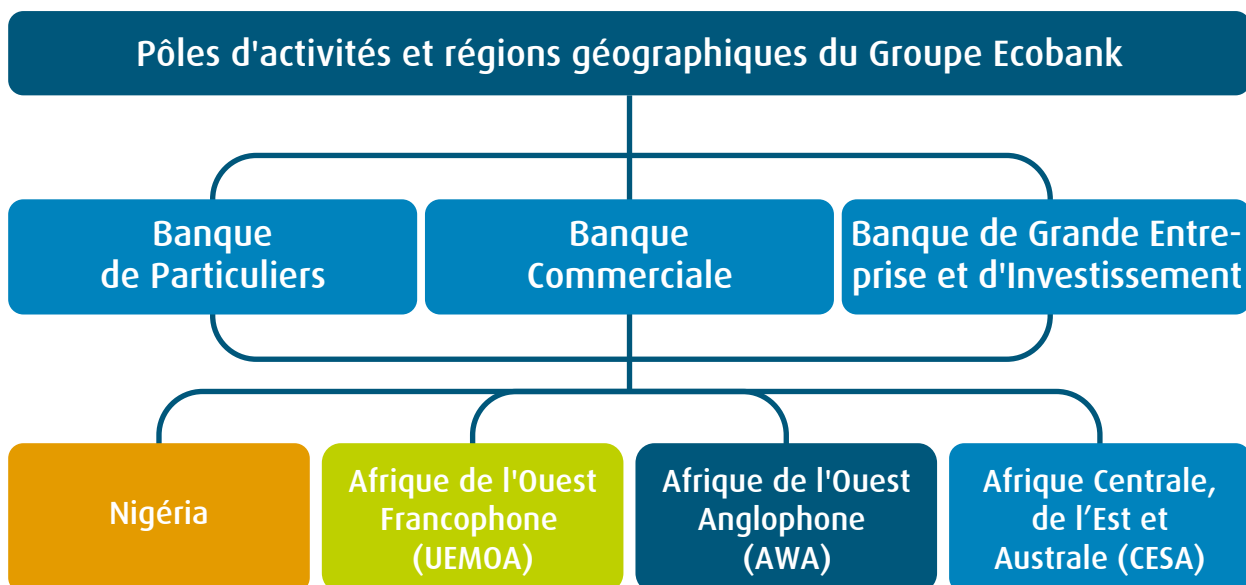 Pôles d'activités et régions géographiques du Groupe Ecobank
Banque
de Particuliers
Banque
Commerciale
Banque de Grande Entre-
prise et d'Investissement
Nigéria
Afrique de l'Ouest
Francophone
(UEMOA)
Afrique de l'Ouest
Anglophone
(AWA)
Afrique Centrale,
de l’Est et
Australe (CESA)